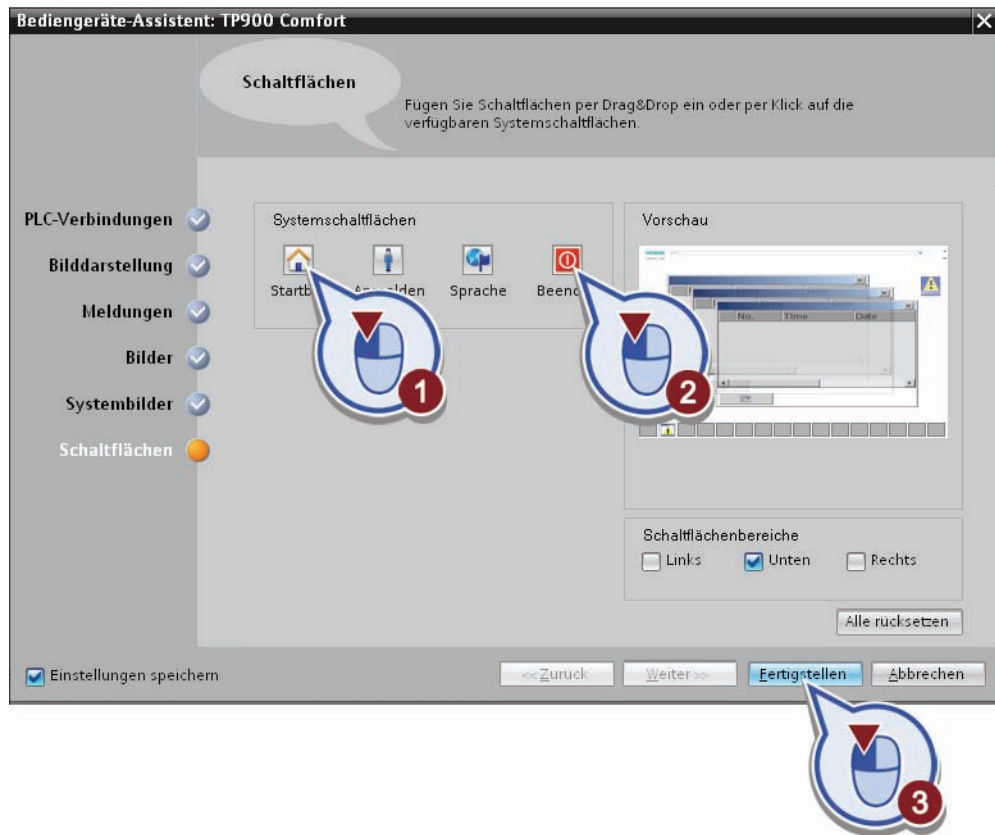 Bediengeräte-Assistent: TP900 Comfort
Schaltflächen
Fügen Sie Schaltflächen per Drag&Drop ein oder per Klick auf die
verfügbaren Systemschaltflächen.
PLC-Verbindungen
Bilddarstellung
Meldungen
Bilder
Systembilder
Schaltflächen
Systemschaltflächen
Sprache
1
2
Vorschau
No. Time Date
Schaltflächenbereiche
Links Unten Rechts
Alle rücksetzen
Einstellungen speichern
<<Zurück Weiter>> Fertigstellen Abbrechen
3